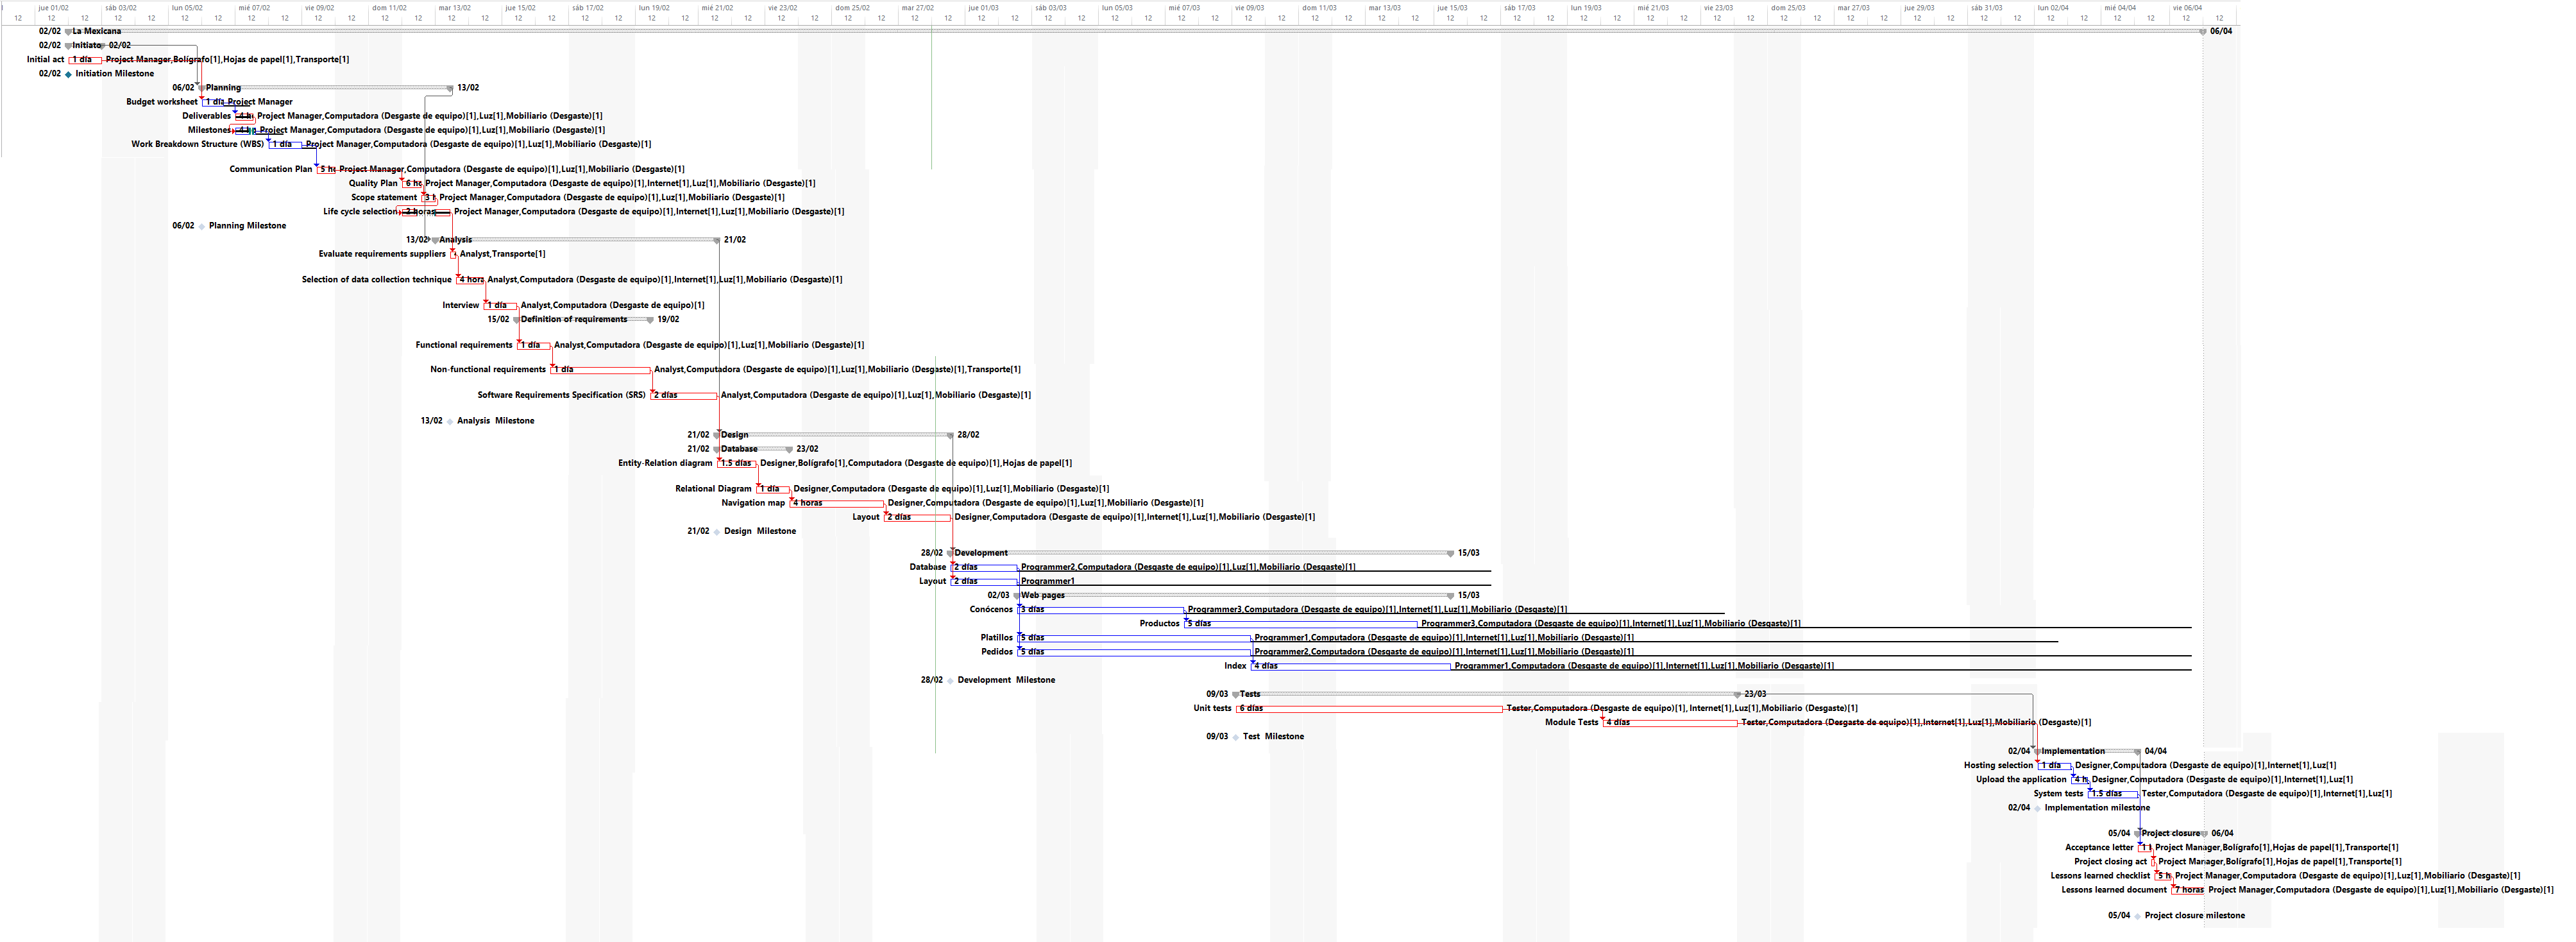 jue 01/02 sáb 03/02 lun 05/02 mié 07/02 vie 09/02 dom 11/02 mar 13/02 jue 15/02 sáb 17/02 lun 19/02 mié 21/02 vie 23/02 dom 25/02 mar 27/02 jue 01/03 sáb 03/03 lun 05/03 mié 07/03 vie 09/03 dom 11/03 mar 13/03 jue 15/03 sáb 17/03 lun 19/03 mié 21/03 vie 23/03 dom 25/03 mar 27/03 jue 29/03 sáb 31/03 lun 02/04 mié 04/04 vie 06/04
12 12 12 12 12 12 12 12 12 12 12 12 12 12 12 12 12 12 12 12 12 12 12 12 12 12 12 12 12 12 12 12 12 12 12 12 12 12 12 12 12 12 12 12 12 12 12 12 12 12 12 12 12 12 12 12 12 12 12 12 12 12 12 12 12 12 12
02/02 La Mexicana 06/04
02/02 Initiato 02/02
Initial act 1 día Project Manager,Bolígrafo[1],Hojas de papel[1],Transporte[1]
02/02 Initiation Milestone
06/02 Planning 13/02
Budget worksheet 1 día Project Manager
Deliverables Project Manager,Computadora (Desgaste de equipo)[1],Luz[1],Mobiliario (Desgaste)[1]
Milestones Project Manager,Computadora (Desgaste de equipo)[1],Luz[1],Mobiliario (Desgaste)[1]
Work Breakdown Structure (WBS) 1 día Project Manager,Computadora (Desgaste de equipo)[1],Luz[1],Mobiliario (Desgaste)[1]
Communication Plan 5 h Project Manager,Computadora (Desgaste de equipo)[1],Luz[1],Mobiliario (Desgaste)[1]
Quality Plan 6 h Project Manager,Computadora (Desgaste de equipo)[1],Internet[1],Luz[1],Mobiliario (Desgaste)[1]
Scope statement 3 h Project Manager,Computadora (Desgaste de equipo)[1],Luz[1],Mobiliario (Desgaste)[1]
Life cycle selection 2 horas Project Manager,Computadora (Desgaste de equipo)[1],Internet[1],Luz[1],Mobiliario (Desgaste)[1]
06/02 Planning Milestone
13/02 Analysis 21/02
Evaluate requirements suppliers Analyst,Transporte[1]
Selection of data collection technique 4 hora Analyst,Computadora (Desgaste de equipo)[1],Internet[1],Luz[1],Mobiliario (Desgaste)[1]
Interview 1 día Analyst,Computadora (Desgaste de equipo)[1]
15/02 Definition of requirements 19/02
Functional requirements 1 día Analyst,Computadora (Desgaste de equipo)[1],Luz[1],Mobiliario (Desgaste)[1]
Non-functional requirements 1 día Analyst,Computadora (Desgaste de equipo)[1],Luz[1],Mobiliario (Desgaste)[1],Transporte[1]
Software Requirements Specification (SRS) 2 días Analyst,Computadora (Desgaste de equipo)[1],Luz[1],Mobiliario (Desgaste)[1]
13/02 Analysis Milestone
21/02 Design 28/02
21/02 Database 23/02
Entity-Relation diagram 1.5 días Designer,Bolígrafo[1],Computadora (Desgaste de equipo)[1],Hojas de papel[1]
Relational Diagram 1 día Designer,Computadora (Desgaste de equipo)[1],Luz[1],Mobiliario (Desgaste)[1]
Navigation map 4 horas Designer,Computadora (Desgaste de equipo)[1],Luz[1],Mobiliario (Desgaste)[1]
Layout 2 días Designer,Computadora (Desgaste de equipo)[1],Internet[1],Luz[1],Mobiliario (Desgaste)[1]
21/02 Design Milestone
28/02 Development 15/03
Database 2 días Programmer2,Computadora (Desgaste de equipo)[1],Luz[1],Mobiliario (Desgaste)[1]
Layout 2 días Programmer1
02/03 Web pages 15/03
Conócenos 3 días Programmer3,Computadora (Desgaste de equipo)[1],Internet[1],Luz[1],Mobiliario (Desgaste)[1]
Productos 5 días Programmer3,Computadora (Desgaste de equipo)[1],Internet[1],Luz[1],Mobiliario (Desgaste)[1]
Platillos 5 días Programmer1,Computadora (Desgaste de equipo)[1],Internet[1],Luz[1],Mobiliario (Desgaste)[1]
Pedidos 5 días Programmer2,Computadora (Desgaste de equipo)[1],Internet[1],Luz[1],Mobiliario (Desgaste)[1]
Index 4 días Programmer1,Computadora (Desgaste de equipo)[1],Internet[1],Luz[1],Mobiliario (Desgaste)[1]
28/02 Development Milestone
09/03 Tests 23/03
Unit tests 6 días Tester,Computadora (Desgaste de equipo)[1], Internet[1],Luz[1],Mobiliario (Desgaste)[1]
Module Tests 4 días Tester,Computadora (Desgaste de equipo)[1],Internet[1],Luz[1],Mobiliario (Desgaste)[1]
09/03 Test Milestone
02/04 Implementation 04/04
Hosting selection 1 día Designer,Computadora (Desgaste de equipo)[1],Internet[1],Luz[1]
Upload the application 4 h Designer,Computadora (Desgaste de equipo)[1],Internet[1],Luz[1]
System tests 1.5 días Tester,Computadora (Desgaste de equipo)[1],Internet[1],Luz[1]
02/04 Implementation milestone
05/04 Project closure 06/04
Acceptance letter Project Manager,Bolígrafo[1],Hojas de papel[1],Transporte[1]
Project closing act Project Manager,Bolígrafo[1],Hojas de papel[1],Transporte[1]
Lessons learned checklist 5 h Project Manager,Computadora (Desgaste de equipo)[1],Luz[1],Mobiliario (Desgaste)[1]
Lessons learned document 7 horas Project Manager,Computadora (Desgaste de equipo)[1],Luz[1],Mobiliario (Desgaste)[1]
05/04 Project closure milestone